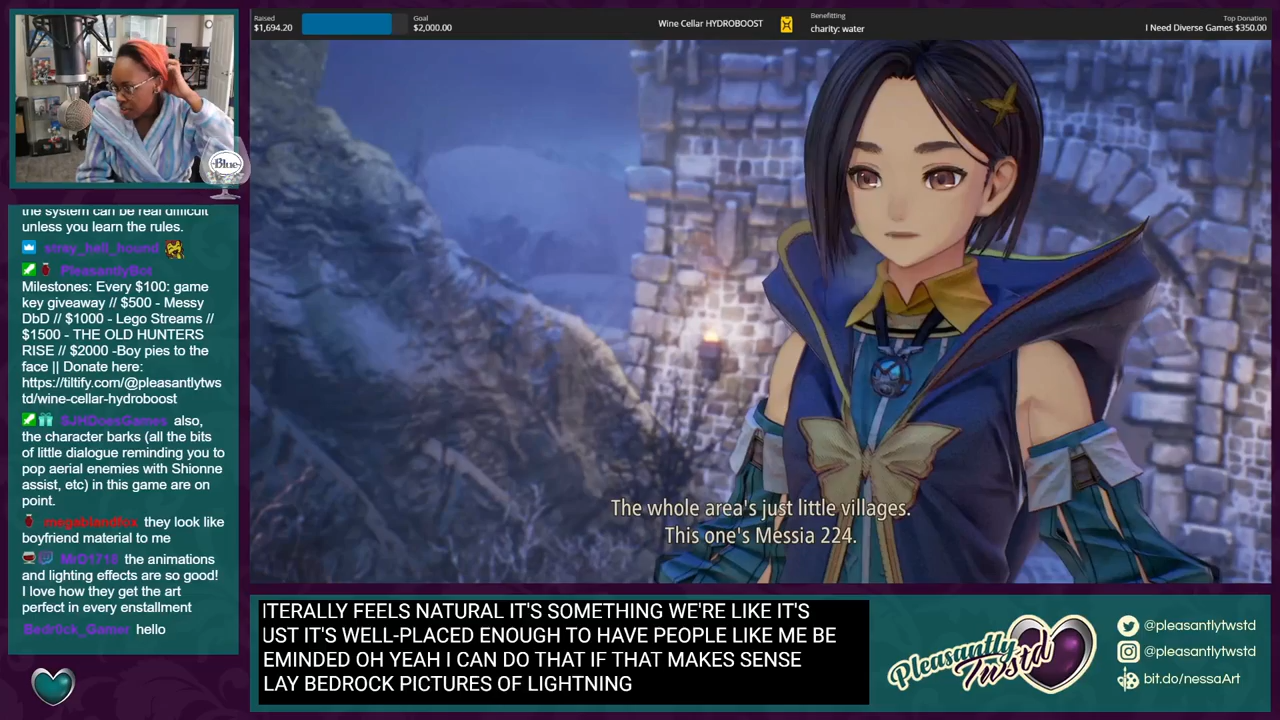 Raised
$1,694.20
Goal
$2,000.00
Wine Cellar HYDROBOOST
Benefitting
charity: water
Top Donation
I Need Diverse Games $350.00
Blue
the system can be real difficult
unless you learn the rules.
strey_hell_hound
PleasantlyBot
Milestones: Every $100: game
key giveaway // $500 - Messy
DbD // $1000 - Lego Streams //
$1500 - THE OLD HUNTERS
RISE // $2000 -Boy pies to the
face || Donate here:
https://tiltify.com/@pleasantlytws
td/wine-cellar-hydroboost
SJHDoesGames also,
the character barks (all the bits
of little dialogue reminding you to
pop aerial enemies with Shionne
assist, etc) in this game are on
point.
megablandfox they look like
boyfriend material to me
MrO1718 the animations
and lighting effects are so good!
I love how they get the art
perfect in every enstallment
Bedr0ck_Gamer hello
The whole area's just little villages.
This one's Messia 224.
ITERALLY FEELS NATURAL IT'S SOMETHING WE'RE LIKE IT'S
UST IT'S WELL-PLACED ENOUGH TO HAVE PEOPLE LIKE ME BE
EMINDED OH YEAH I CAN DO THAT IF THAT MAKES SENSE
LAY BEDROCK PICTURES OF LIGHTNING
Pleasantly
Twstd
@pleasantlytwstd
@pleasantlytwstd
bit.do/nessaArt